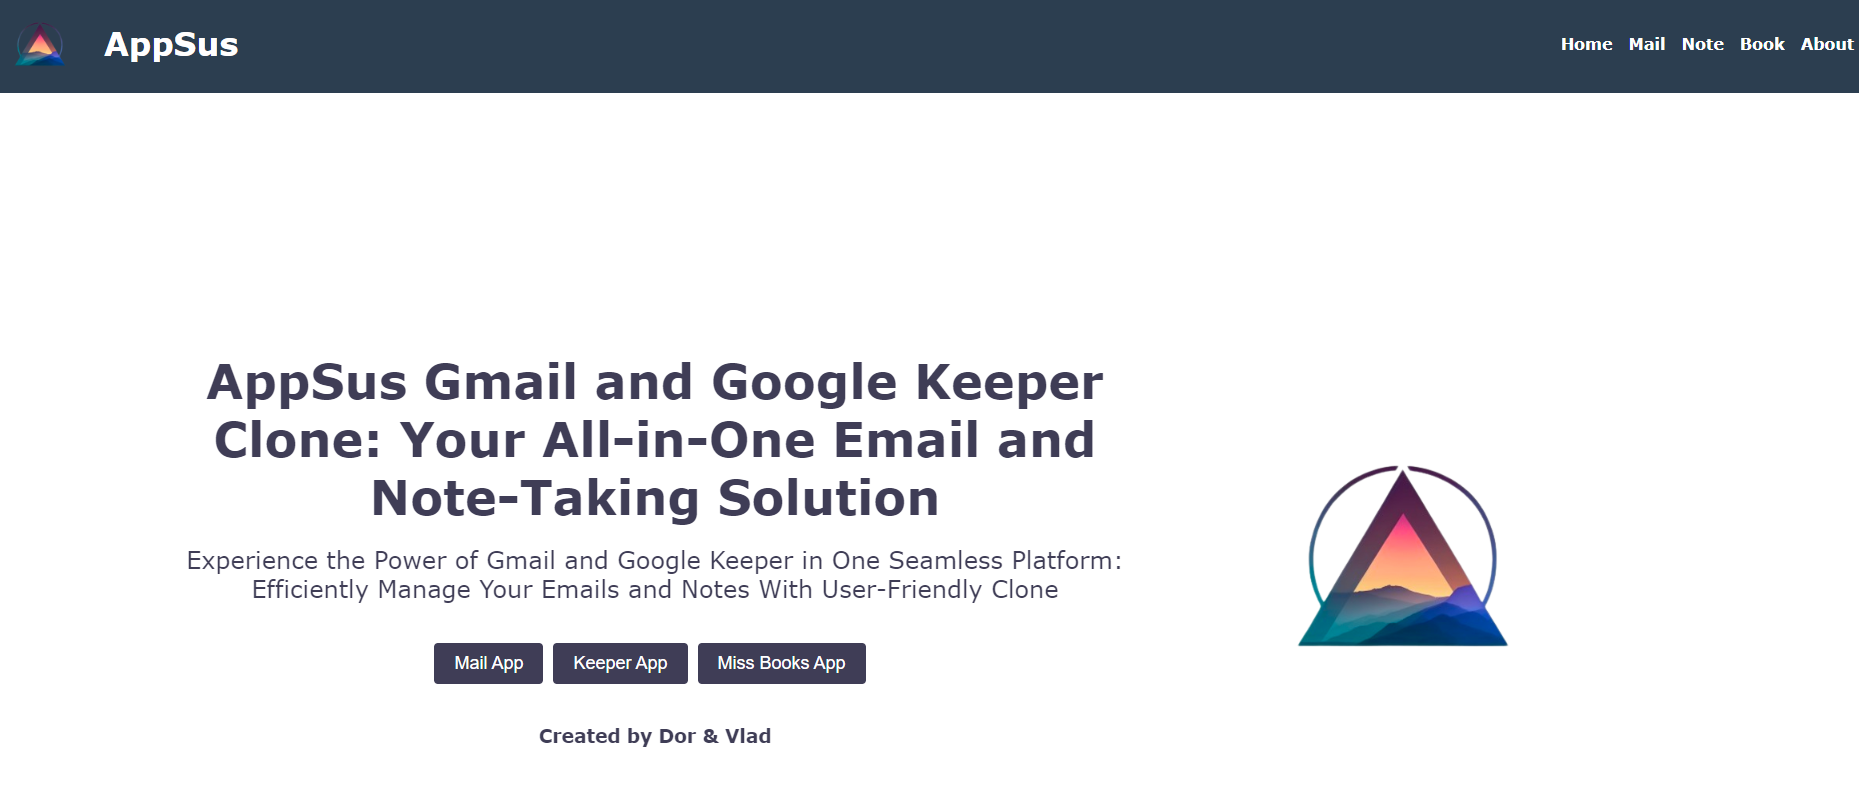 AppSus
Home Mail Note Book About
AppSus Gmail and Google Keeper
Clone: Your All-in-One Email and
Note-Taking Solution
Experience the Power of Gmail and Google Keeper in One Seamless Platform:
Efficiently Manage Your Emails and Notes With User-Friendly Clone
Mail App Keeper App Miss Books App
Created by Dor & Vlad